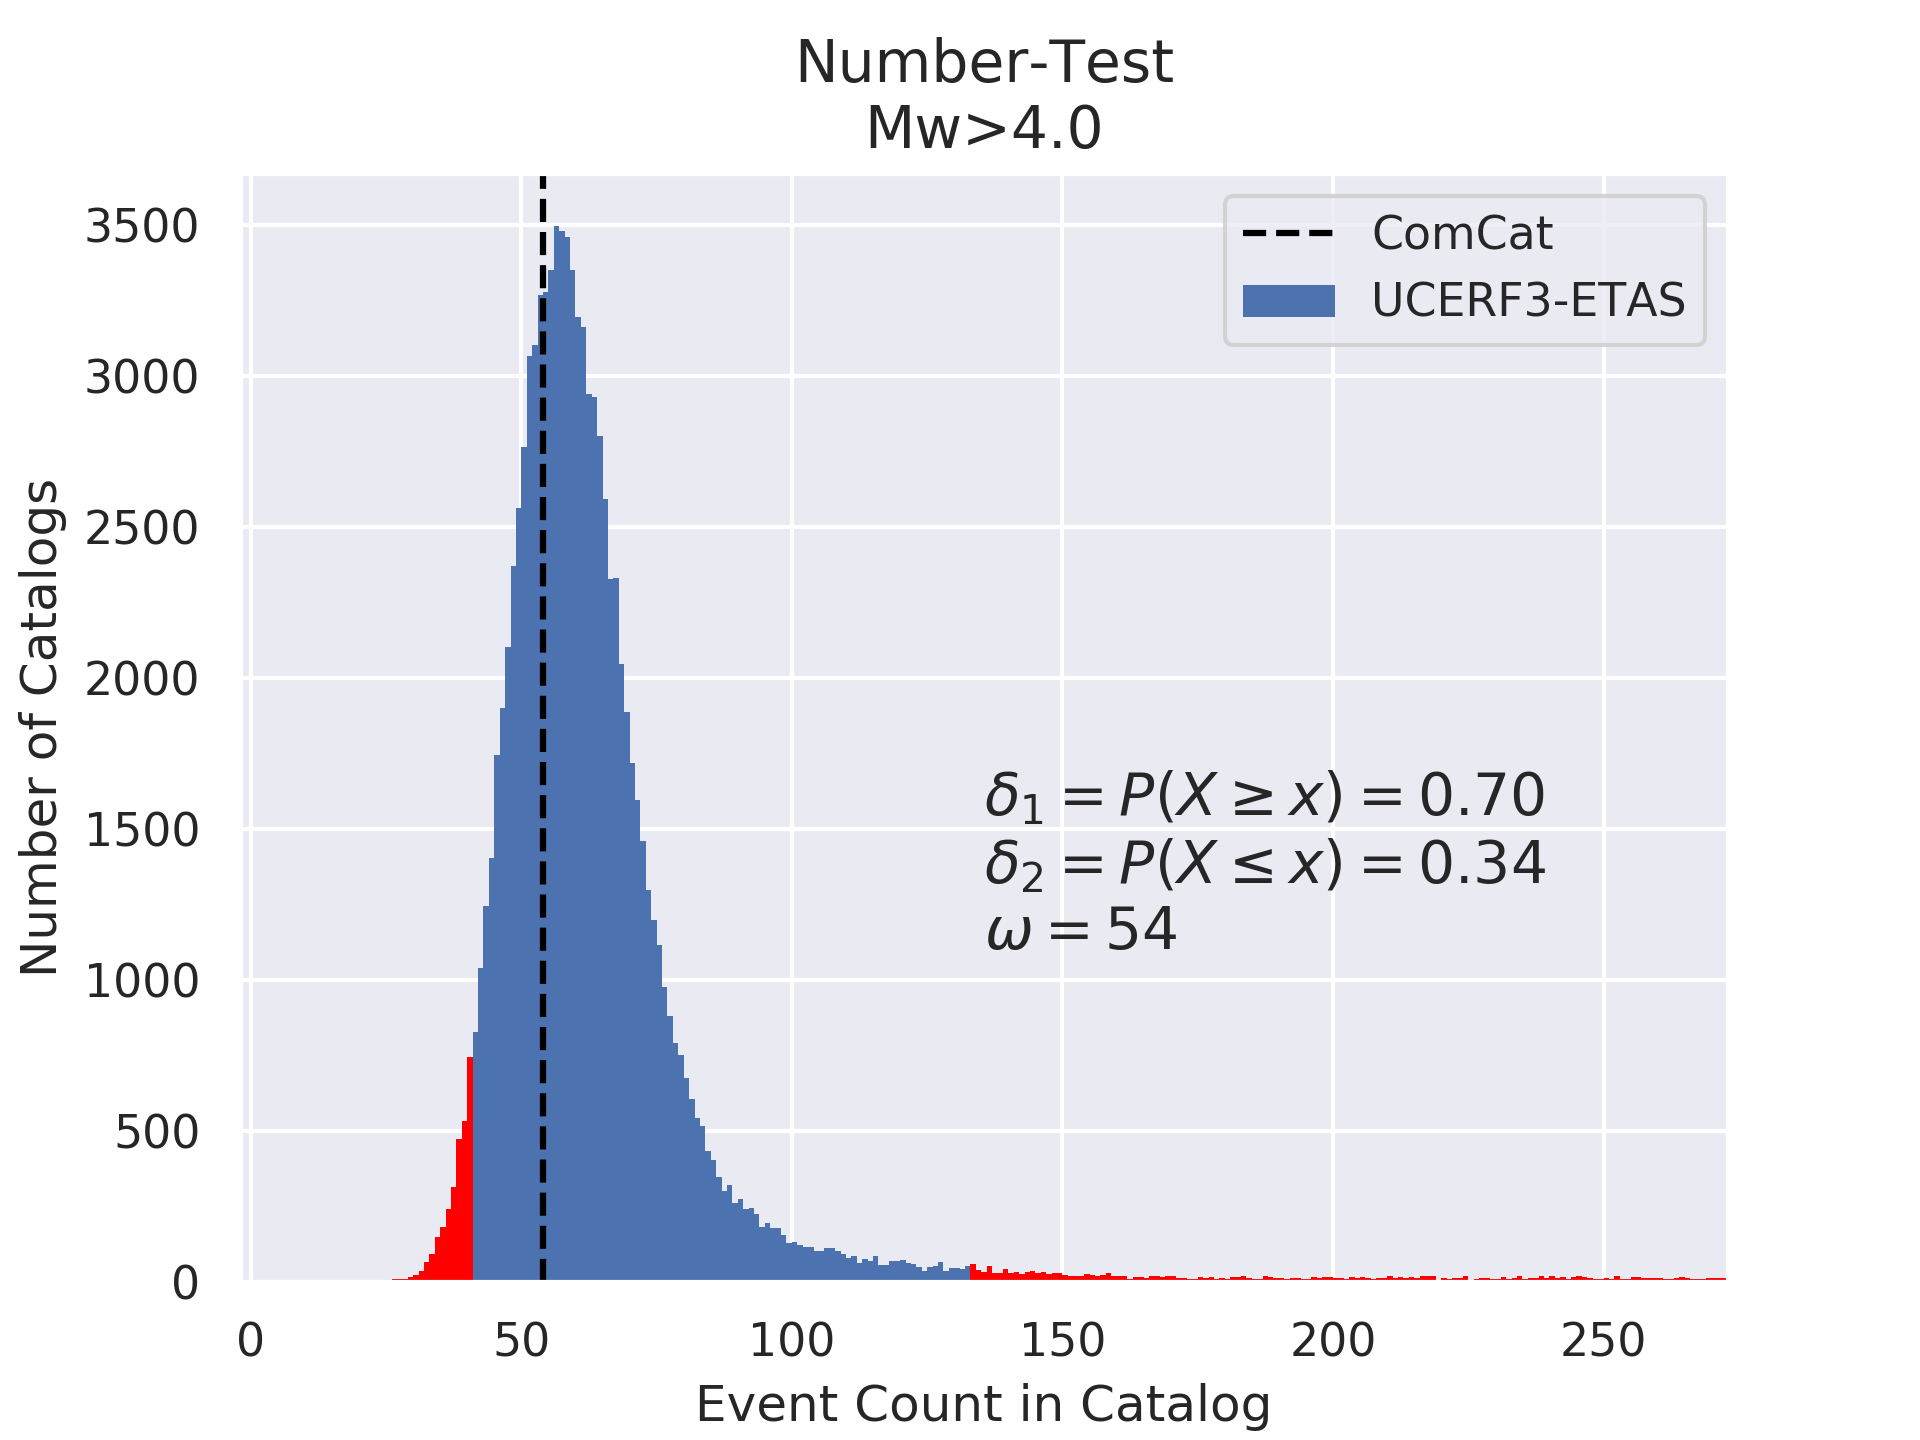 Number-Test
Mw>4.0
ComCat
UCERF3-ETAS
3500
3000
2500
2000
1500
1000
500
0
Number of Catalogs
δ₁ = P(X ≥ x) = 0.70
δ₂ = P(X ≤ x) = 0.34
ω = 54
0 50 100 150 200 250
Event Count in Catalog